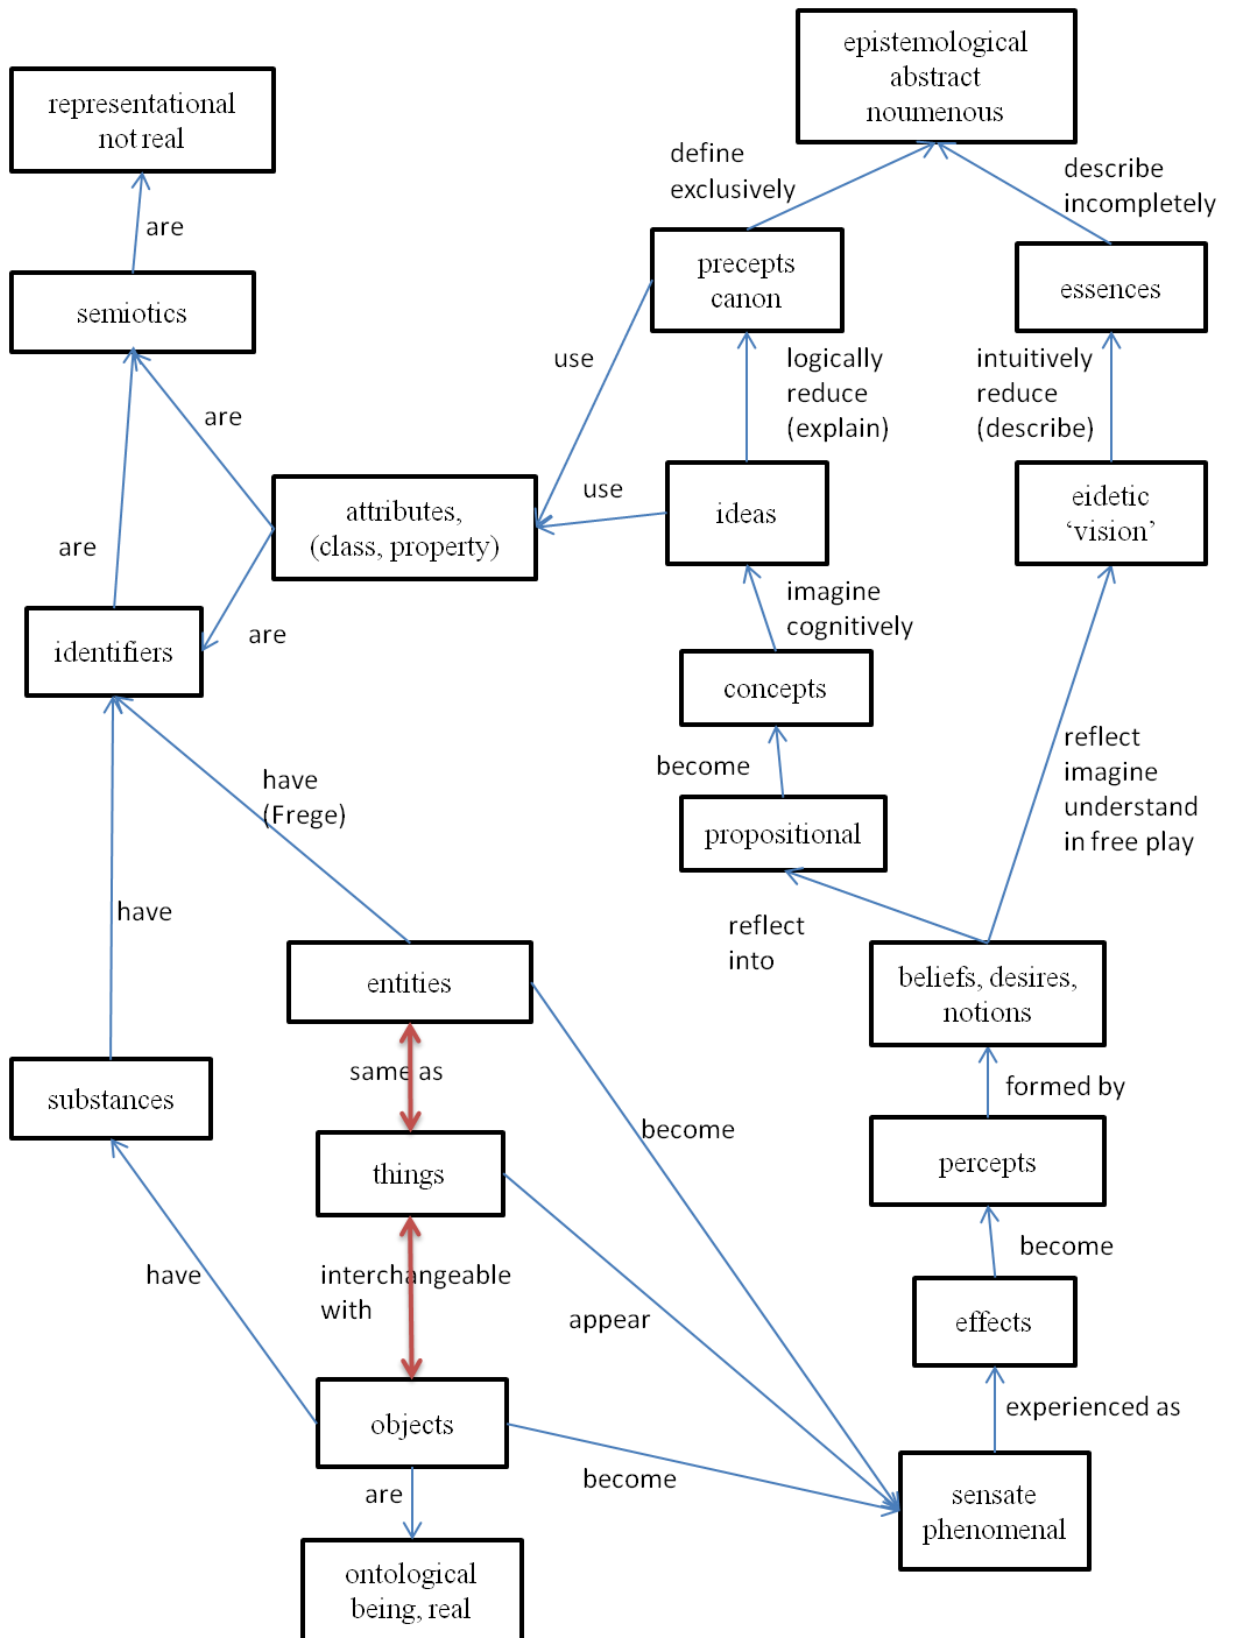 epistemological
abstract
noumenous
representational
not real
define
exclusively
describe
incompletely
are
precepts
canon
essences
semiotics
use
logically
reduce
(explain)
intuitively
reduce
(describe)
are
attributes,
(class, property)
use
ideas
eidetic
‘vision’
are
imagine
cognitively
are
identifiers
concepts
become
reflect
imagine
understand
in free play
have
(Frege)
propositional
have
reflect
into
entities
beliefs, desires,
notions
same as
formed by
substances
become
things
percepts
have
interchangeable
with
become
appear
effects
objects
experienced as
become
are
sensate
phenomenal
ontological
being, real